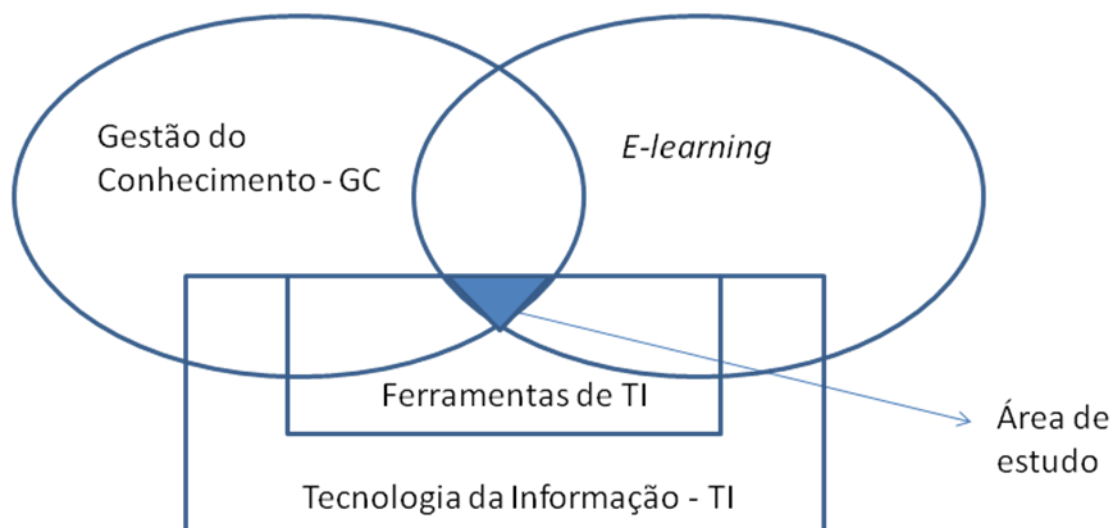 Gestão do
Conhecimento - GC
E-learning
Ferramentas de TI
Área de
estudo
Tecnologia da Informação - TI